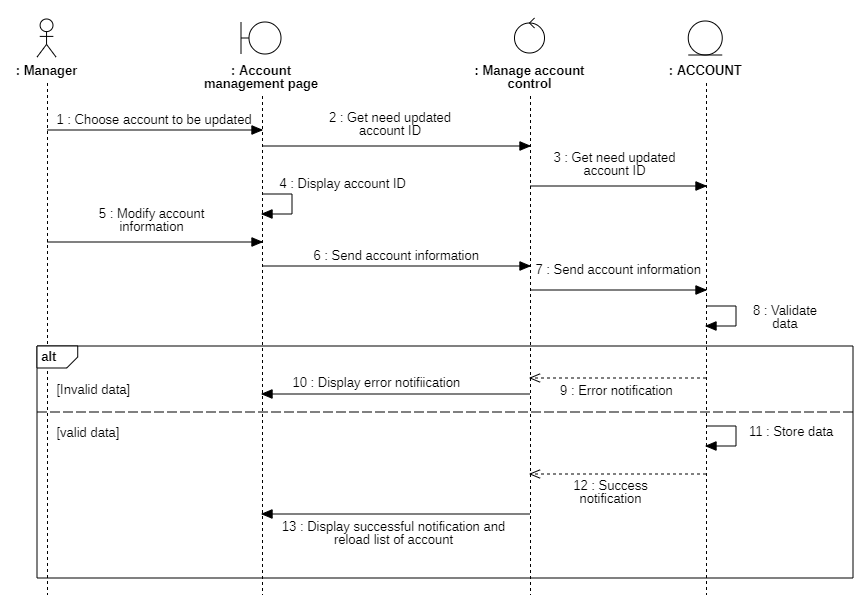 : Manager
: Account
management page
: Manage account
control
: ACCOUNT
1 : Choose account to be updated
2 : Get need updated
account ID
3 : Get need updated
account ID
4 : Display account ID
5 : Modify account
information
6 : Send account information
7 : Send account information
8 : Validate
data
alt
[Invalid data]
10 : Display error notifiication
9 : Error notification
[valid data]
11 : Store data
12 : Success
notification
13 : Display successful notification and
reload list of account